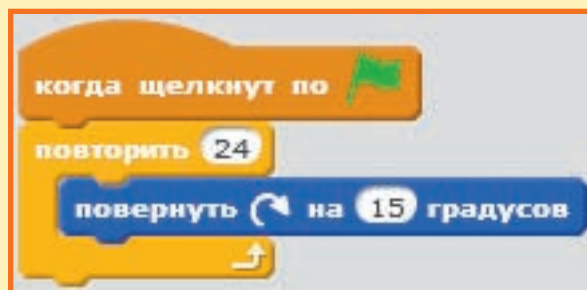 когда щелкнут по
повторить 24
повернуть на 15 градусов